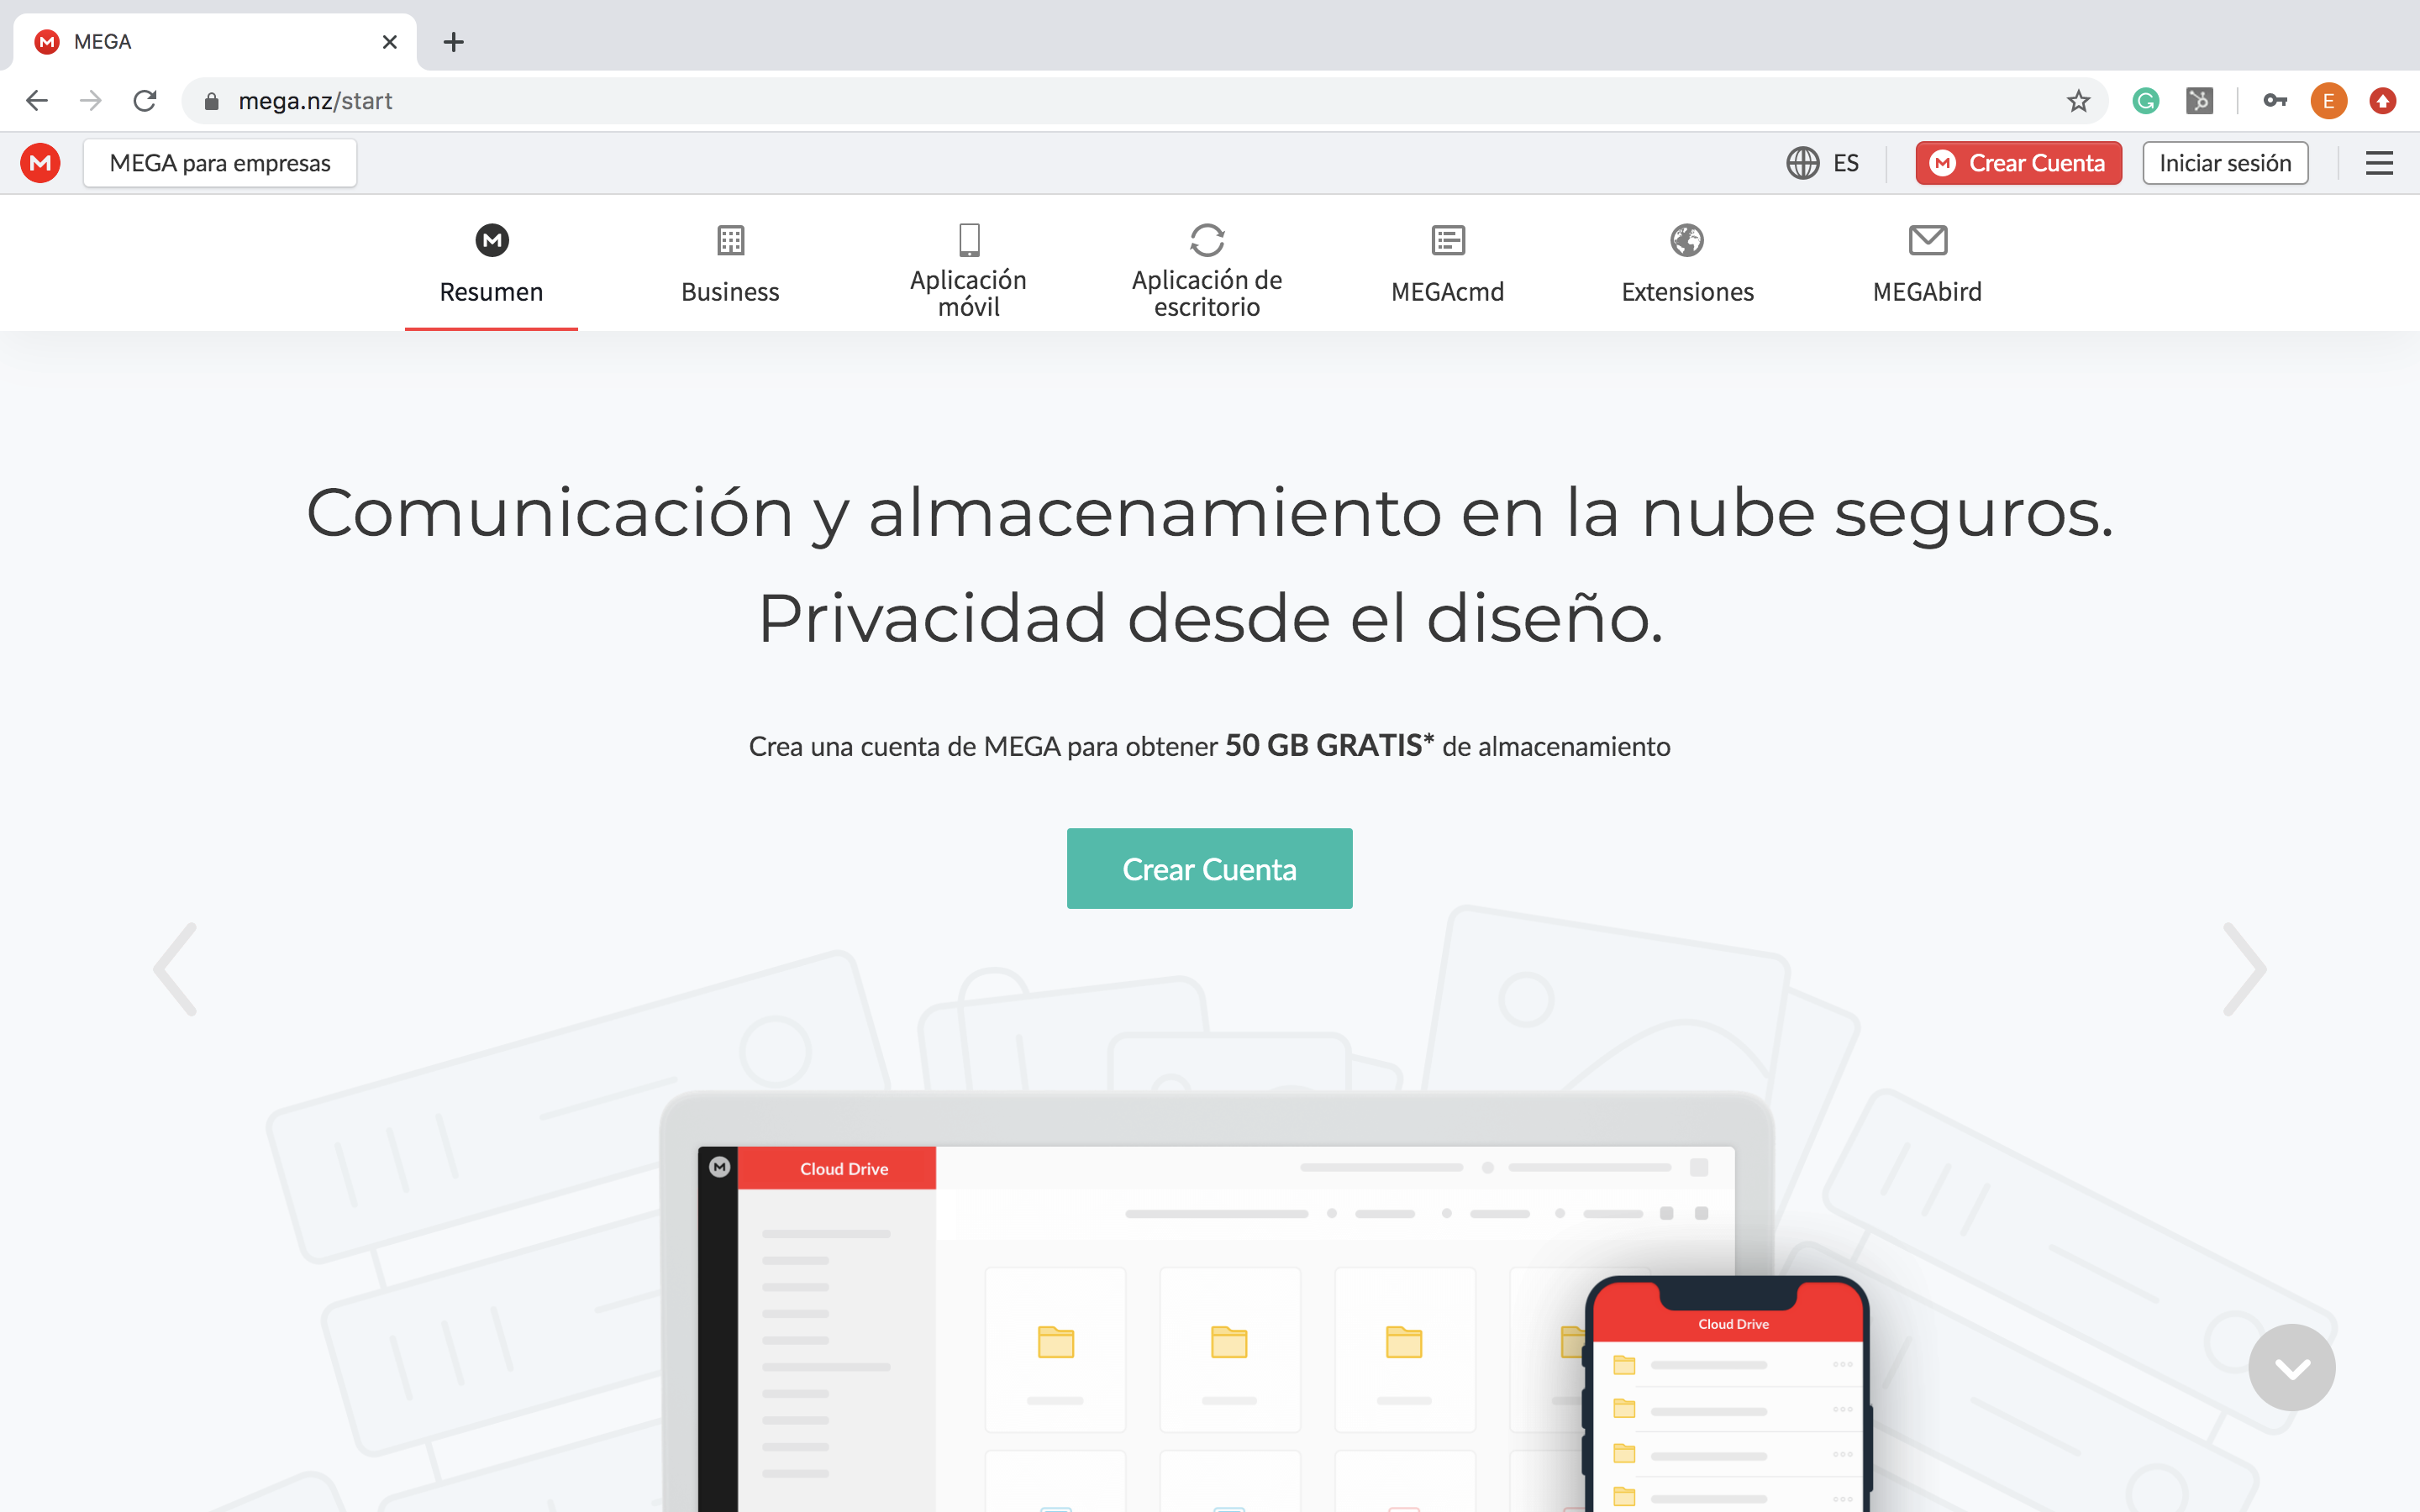 MEGA
mega.nz/start
E
MEGA para empresas
ES
Crear Cuenta
Iniciar sesión
Resumen
Business
Aplicación
móvil
Aplicación de
escritorio
MEGAcmd
Extensiones
MEGAbird
Comunicación y almacenamiento en la nube seguros.
Privacidad desde el diseño.
Crea una cuenta de MEGA para obtener 50 GB GRATIS* de almacenamiento
Crear Cuenta
Cloud Drive
Cloud Drive